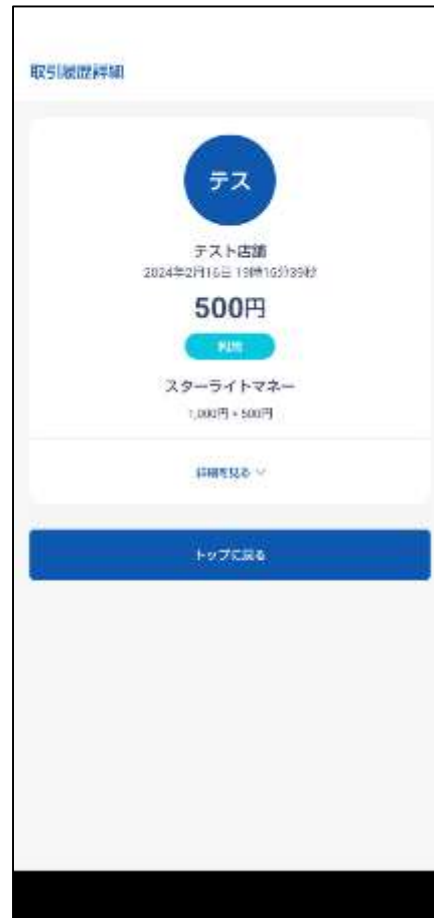 取引履歴詳細
テス
テスト店舗
2024年2月16日 19時16分39秒
500円
利用
スターライトマネー
1,000円 > 500円
詳細を見る
トップに戻る